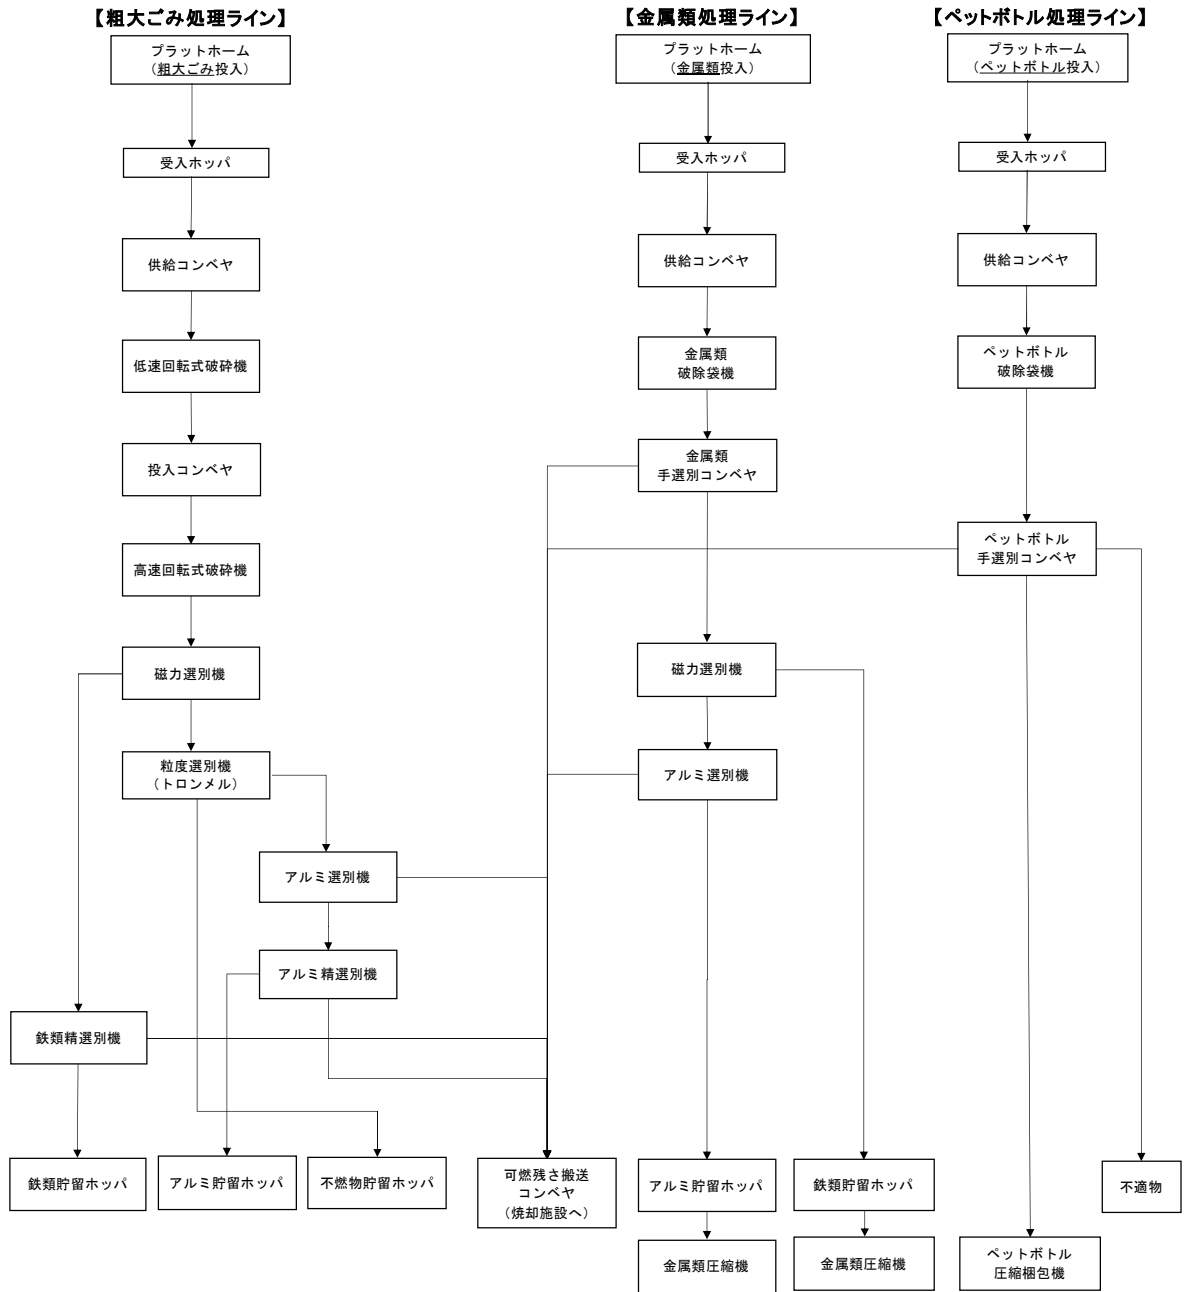 【粗大ごみ処理ライン】
プラットホーム
（粗大ごみ投入）
受入ホッパ
供給コンベヤ
低速回転式破砕機
投入コンベヤ
高速回転式破砕機
磁力選別機
粒度選別機
（トロンメル）
アルミ選別機
アルミ精選別機
鉄類精選別機
鉄類貯留ホッパ
アルミ貯留ホッパ
不燃物貯留ホッパ
可燃残さ搬送
コンベヤ
（焼却施設へ）
【金属類処理ライン】
プラットホーム
（金属類投入）
受入ホッパ
供給コンベヤ
金属類
破除袋機
金属類
手選別コンベヤ
磁力選別機
アルミ選別機
アルミ貯留ホッパ
鉄類貯留ホッパ
金属類圧縮機
金属類圧縮機
【ペットボトル処理ライン】
プラットホーム
（ペットボトル投入）
受入ホッパ
供給コンベヤ
ペットボトル
破除袋機
ペットボトル
手選別コンベヤ
不適物
ペットボトル
圧縮梱包機